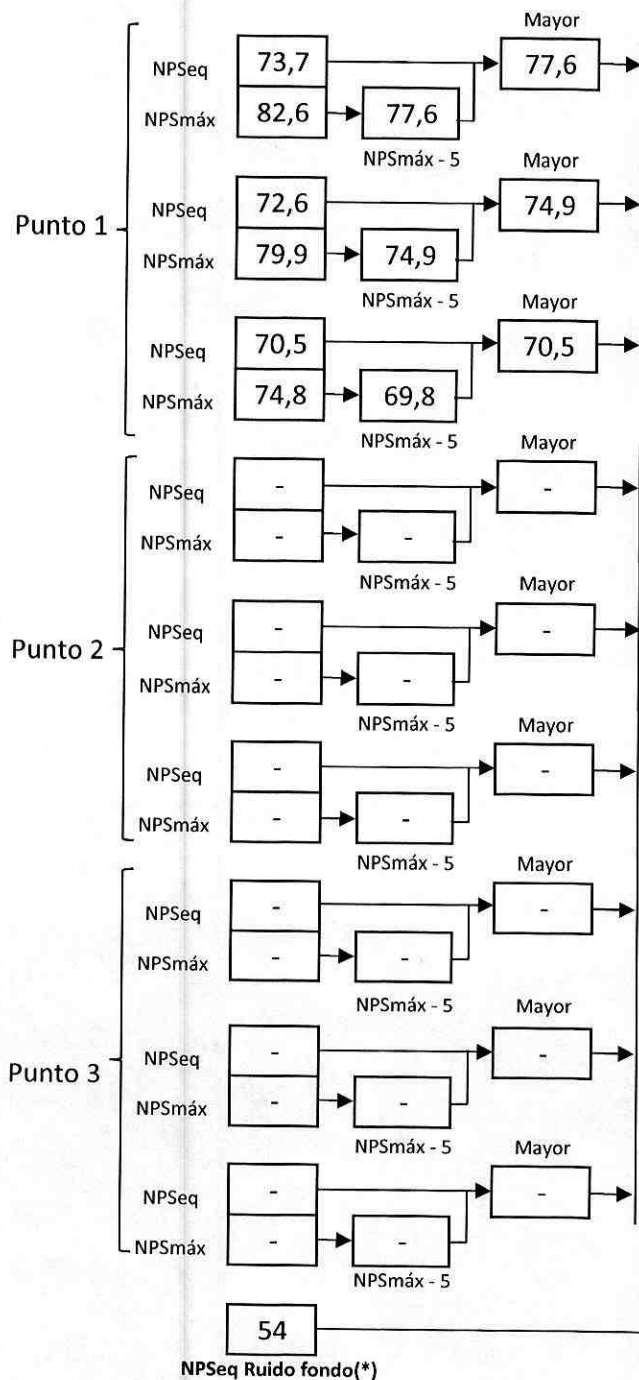 Mayor
NPSeq 73,7 77,6
NPSmáx 82,6 77,6
NPSmáx - 5
Mayor
NPSeq 72,6 74,9
Punto 1
NPSmáx 79,9 74,9
NPSmáx - 5
Mayor
NPSeq 70,5 70,5
NPSmáx 74,8 69,8
NPSmáx - 5
Mayor
NPSeq - -
NPSmáx - -
NPSmáx - 5
Mayor
NPSeq - -
Punto 2
NPSmáx - -
NPSmáx - 5
Mayor
NPSeq - -
NPSmáx - -
NPSmáx - 5
Mayor
NPSeq - -
NPSmáx - -
NPSmáx - 5
Mayor
NPSeq - -
Punto 3
NPSmáx - -
NPSmáx - 5
Mayor
NPSeq - -
NPSmáx - -
NPSmáx - 5
54
NPSeq Ruido fondo(*)